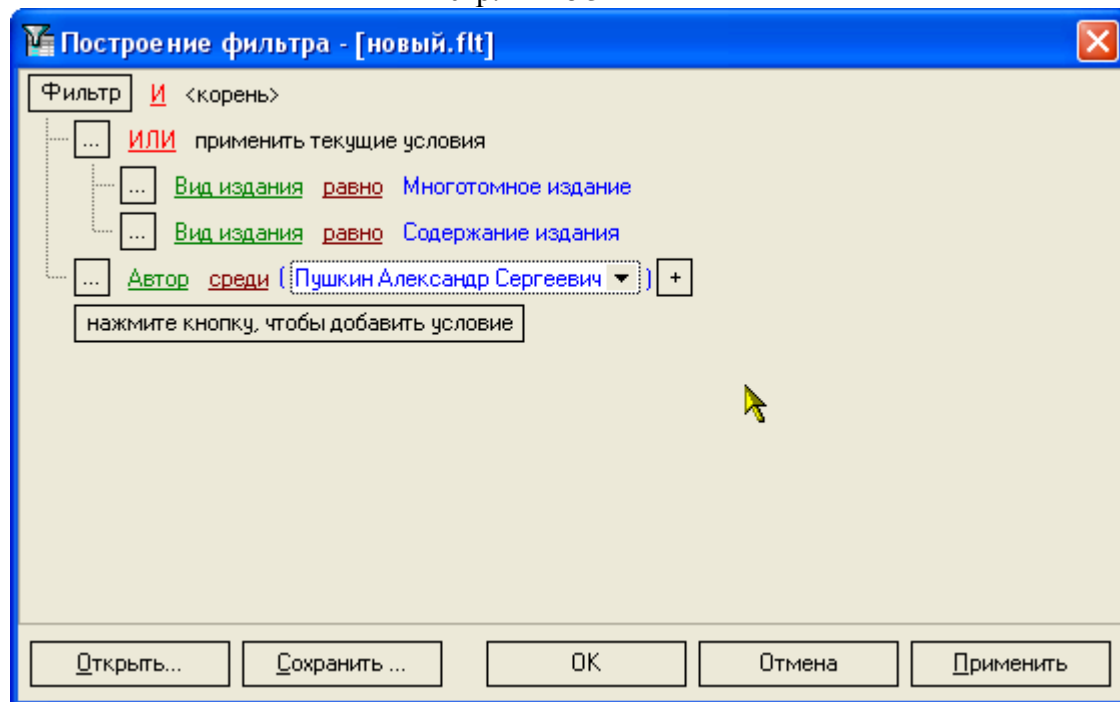 Построение фильтра - [новый.flt]
Фильтр И <корень>
... ИЛИ применить текущие условия
... Вид издания равно Многотомное издание
... Вид издания равно Содержание издания
... Автор среди ( Пушкин Александр Сергеевич ) +
нажмите кнопку, чтобы добавить условие
Открыть... Сохранить ... OK Отмена Применить